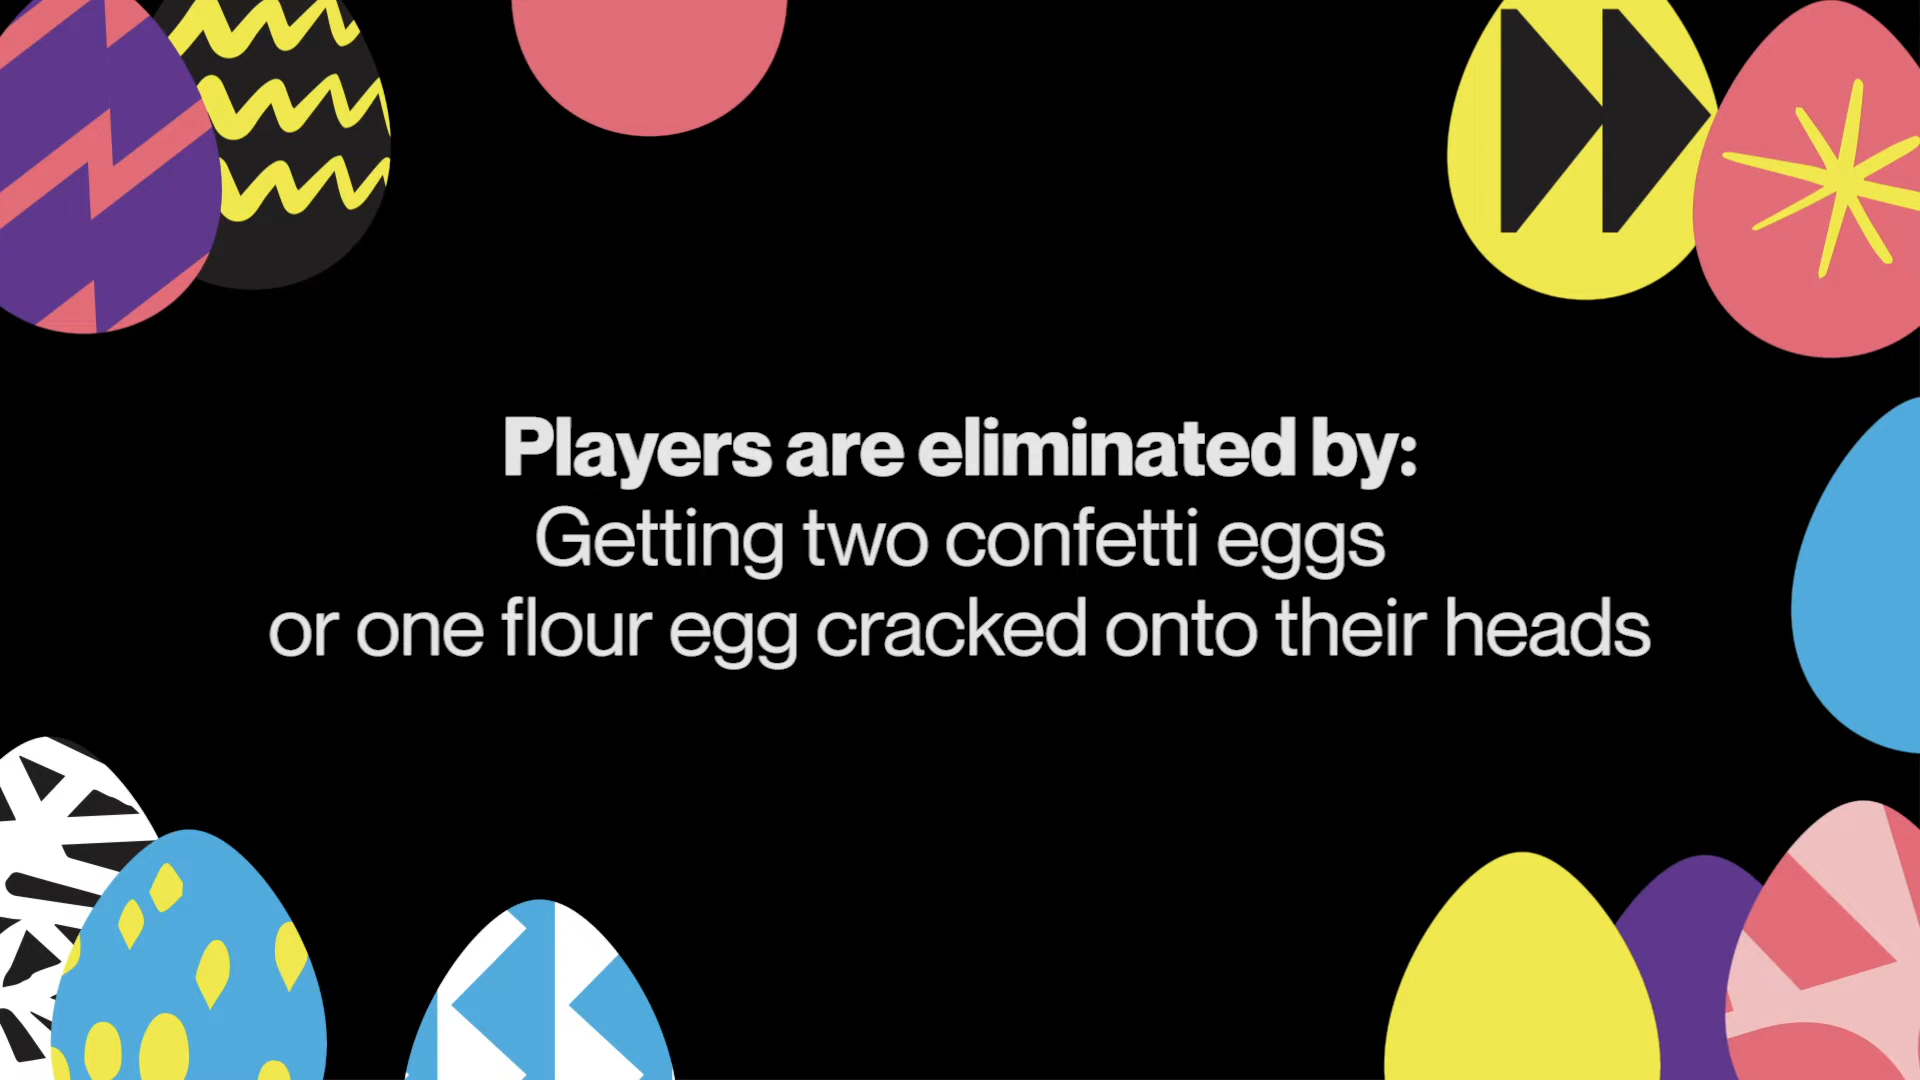 Players are eliminated by:
Getting two confetti eggs
or one flour egg cracked onto their heads